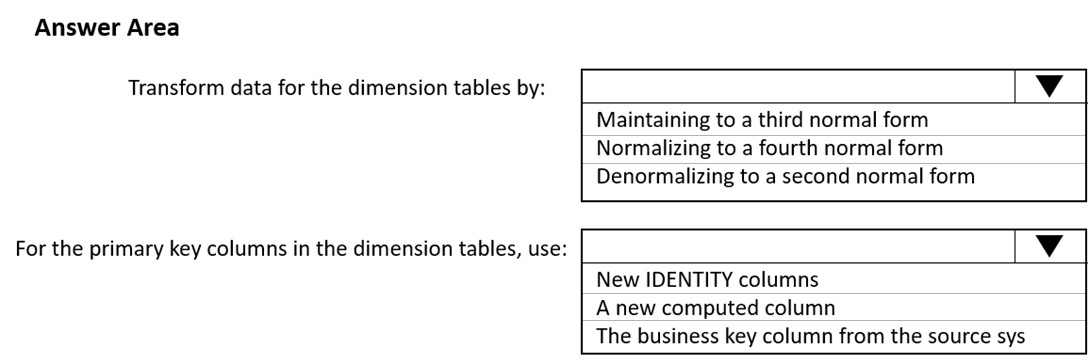 Answer Area
Transform data for the dimension tables by:
Maintaining to a third normal form
Normalizing to a fourth normal form
Denormalizing to a second normal form
For the primary key columns in the dimension tables, use:
New IDENTITY columns
A new computed column
The business key column from the source sys